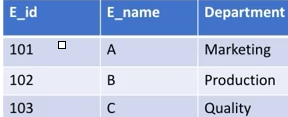 E_id E_name Department
101 A Marketing
102 B Production
103 C Quality